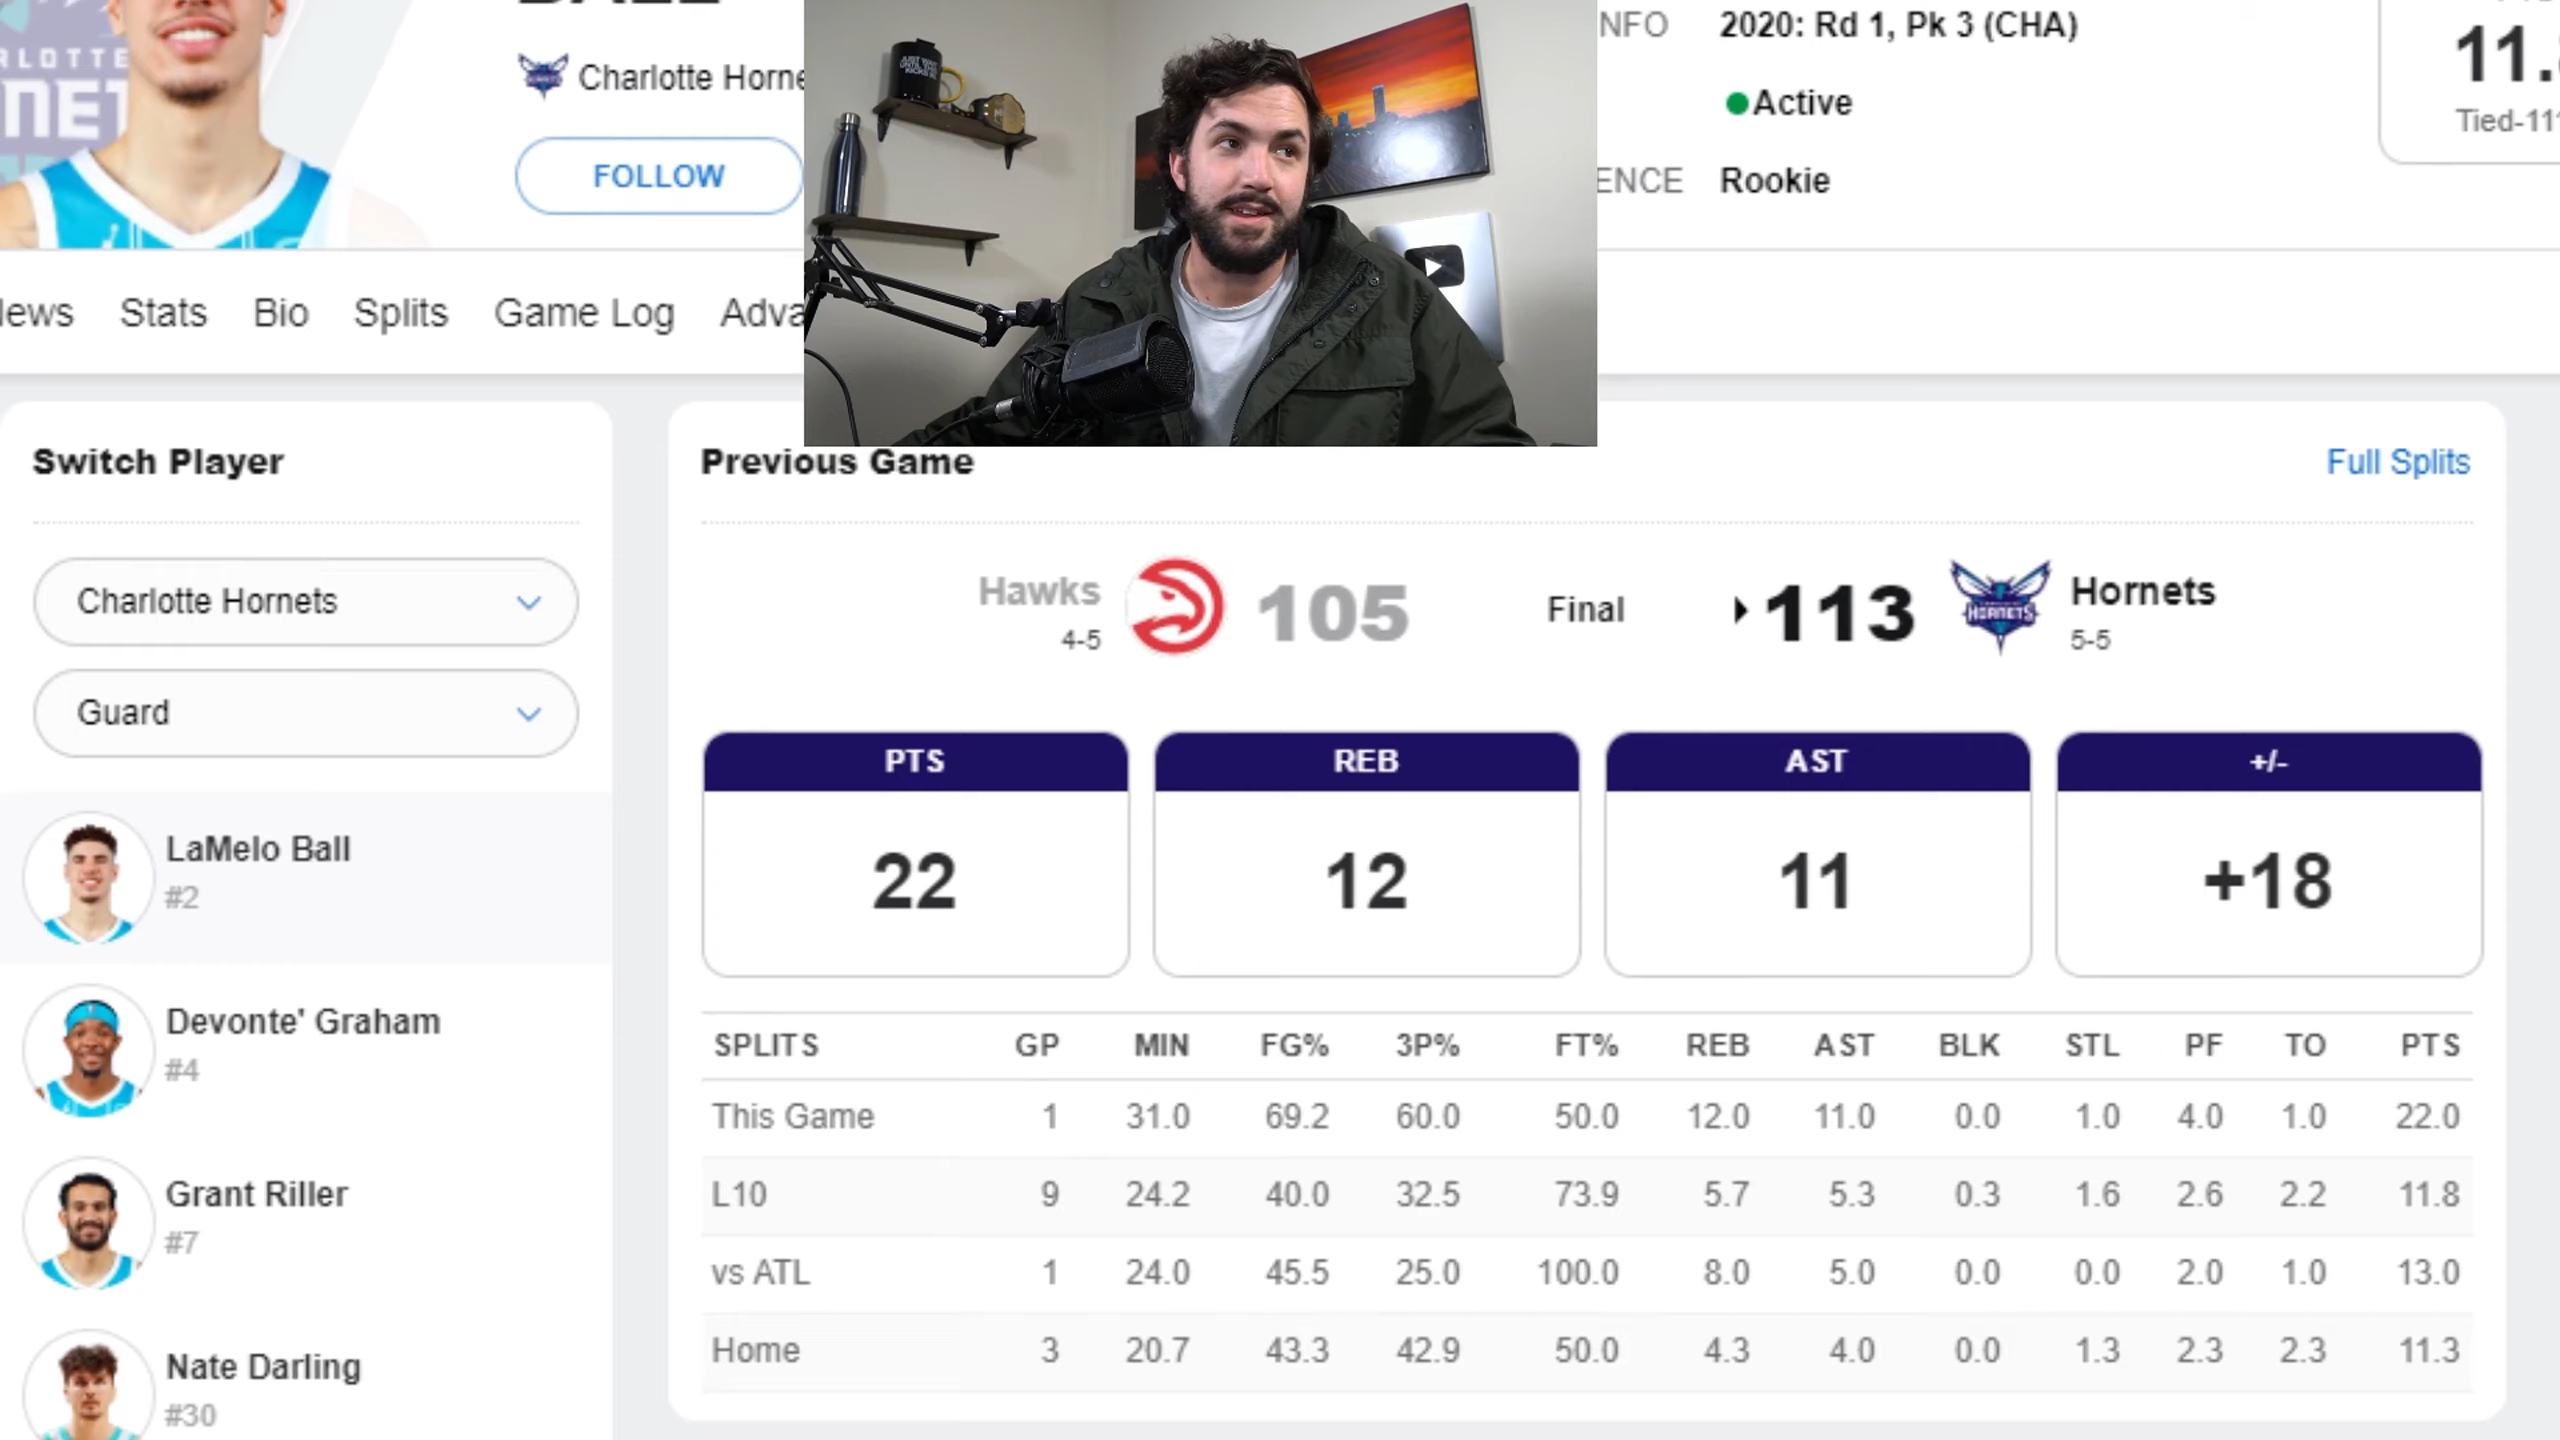 Charlotte Horne
FOLLOW
NFO 2020: Rd 1, Pk 3 (CHA)
Active
ENCE Rookie
11.
Tied-11
ews Stats Bio Splits Game Log Adva
Switch Player
Charlotte Hornets
Guard
LaMelo Ball
#2
Devonte' Graham
#4
Grant Riller
#7
Nate Darling
#30
Previous Game
Full Splits
Hawks
4-5
105
Final
113
HORNETS
Hornets
5-5
PTS REB AST +/-
22 12 11 +18
SPLITS GP MIN FG% 3P% FT% REB AST BLK STL PF TO PTS
This Game 1 31.0 69.2 60.0 50.0 12.0 11.0 0.0 1.0 4.0 1.0 22.0
L10 9 24.2 40.0 32.5 73.9 5.7 5.3 0.3 1.6 2.6 2.2 11.8
vs ATL 1 24.0 45.5 25.0 100.0 8.0 5.0 0.0 0.0 2.0 1.0 13.0
Home 3 20.7 43.3 42.9 50.0 4.3 4.0 0.0 1.3 2.3 2.3 11.3